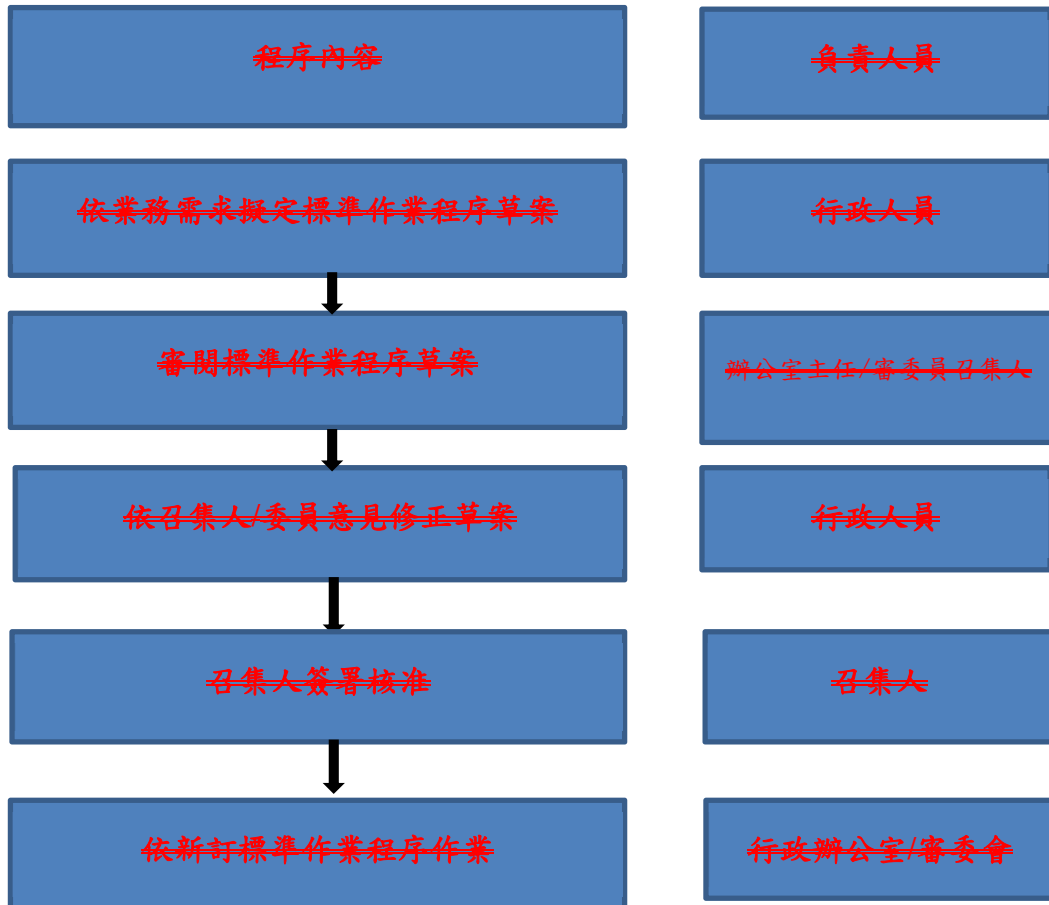 程序內容
負責人員
依業務需求擬定標準作業程序草案
行政人員
審閱標準作業程序草案
辦公室主任/審委員召集人
依召集人/委員意見修正草案
行政人員
召集人簽署核准
召集人
依新訂標準作業程序作業
行政辦公室/審委會